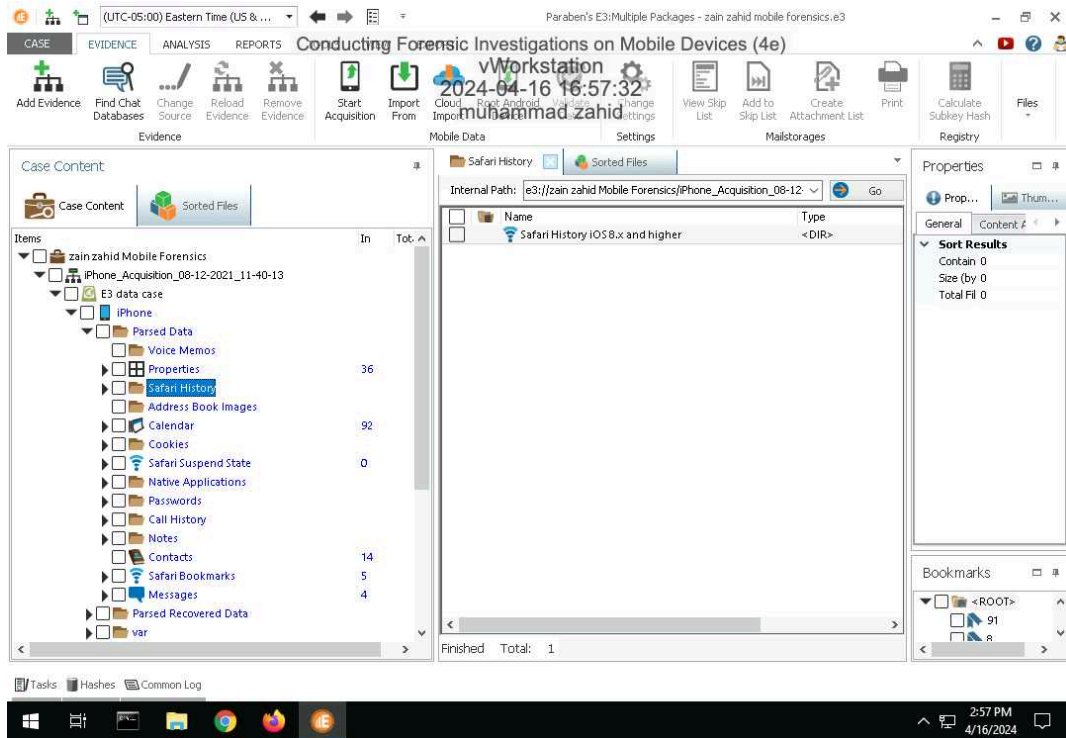 (UTC-05:00) Eastern Time (US & ...
Paraben's E3:Multiple Packages - zain zahid mobile forensics.e3
CASE EVIDENCE ANALYSIS REPORTS
Conducting Forensic Investigations on Mobile Devices (4e)
vWorkstation
2024-04-16 16:57:32
muhammad zahid
Add Evidence
Find Chat Databases
Change Source
Reload Evidence
Remove Evidence
Start Acquisition
Import From
Cloud Import
Root Android Device
Validate
Change Settings
View Skip List
Add to Skip List
Create Attachment List
Print
Calculate Subkey Hash
Files
Evidence
Mobile Data
Settings
Mailstorages
Registry
Case Content
Case Content Sorted Files
Items In Tot.
zain zahid Mobile Forensics
iPhone_Acquisition_08-12-2021_11-40-13
E3 data case
iPhone
Parsed Data
Voice Memos
Properties 36
Safari History
Address Book Images
Calendar 92
Cookies
Safari Suspend State 0
Native Applications
Passwords
Call History
Notes
Contacts 14
Safari Bookmarks 5
Messages 4
Parsed Recovered Data
var
Safari History Sorted Files
Internal Path: e3://zain zahid Mobile Forensics/iPhone_Acquisition_08-12- Go
Name Type
Safari History iOS 8.x and higher <DIR>
Finished Total: 1
Properties
Prop... Thum...
General Content A
Sort Results
Contain 0
Size (by 0
Total Fil 0
Bookmarks
<ROOT>
91
8
Tasks Hashes Common Log
2:57 PM
4/16/2024